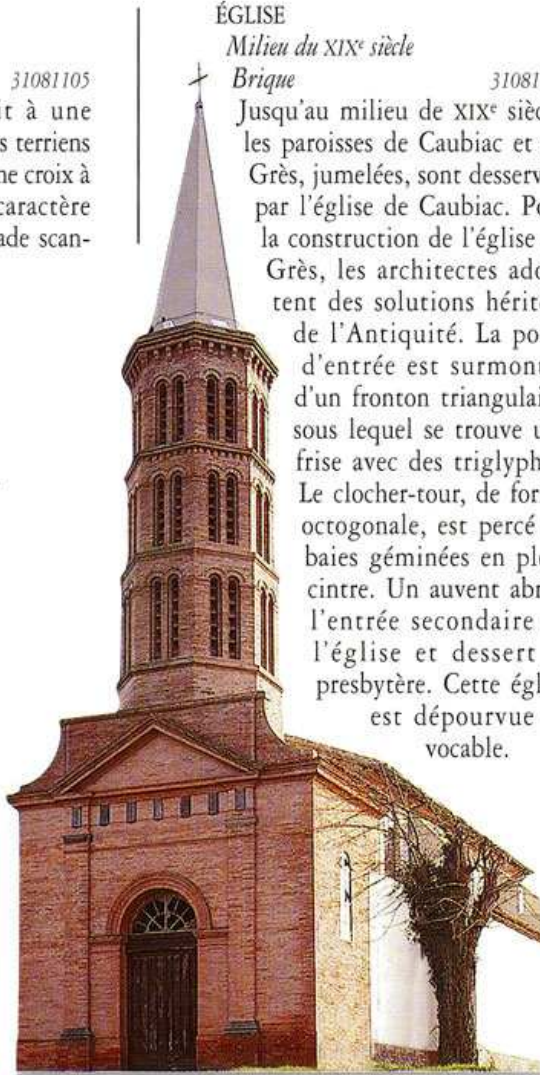 31081105
à une
s terriens
croix à
caractère
ade scan-
ÉGLISE
Milieu du XIXe siècle
Brique 31081
Jusqu'au milieu de XIXe sièc
les paroisses de Caubiac et
Grès, jumelées, sont desserv
par l'église de Caubiac. Po
la construction de l'église
Grès, les architectes ado
tent des solutions hérit
de l'Antiquité. La po
d'entrée est surmont
d'un fronton triangulai
sous lequel se trouve u
frise avec des triglyph
Le clocher-tour, de for
octogonale, est percé
baies géminées en ple
cintre. Un auvent abr
l'entrée secondaire
l'église et dessert
presbytère. Cette égl
est dépourvue
vocable.